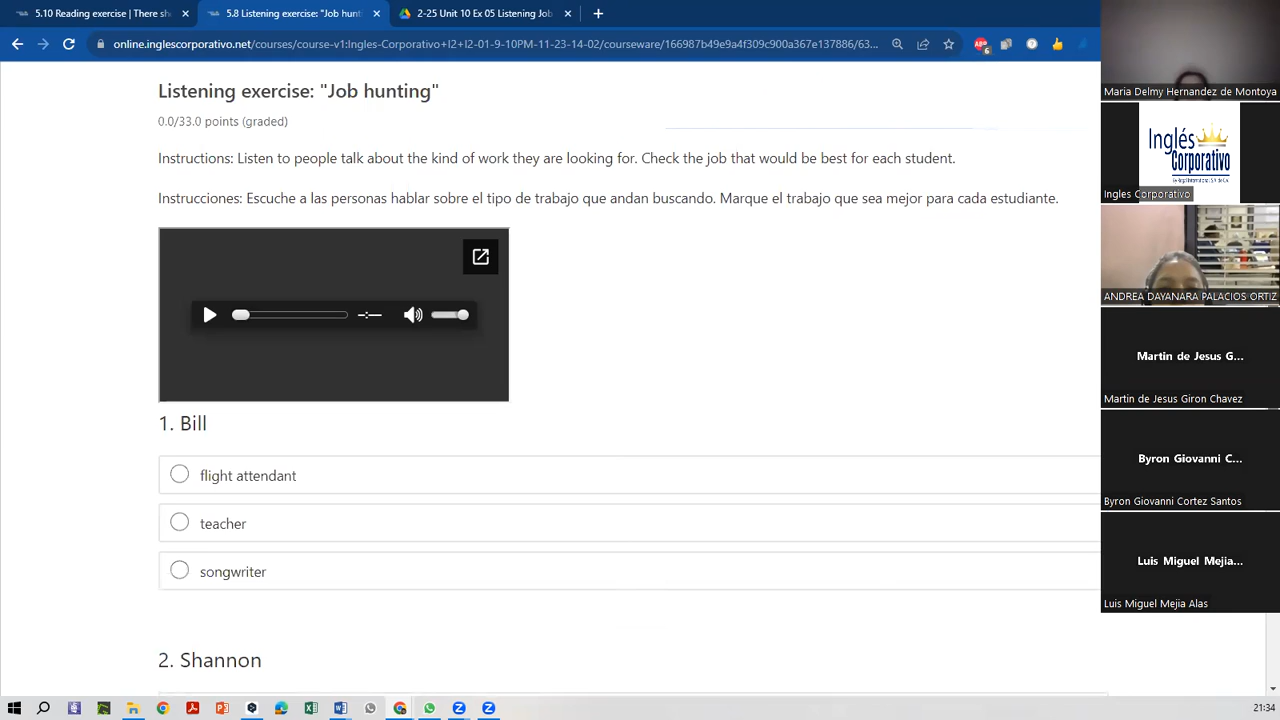 5.10 Reading exercise | There sh
5.8 Listening exercise: "Job hunt
2-25 Unit 10 Ex 05 Listening Job
online.inglescorporativo.net/courses/course-v1:Ingles-Corporativo+I2+I2-01-9-10PM-11-23-14-02/courseware/166987b49e9a4f309c900a367e137886/63...
6
Listening exercise: "Job hunting"
0.0/33.0 points (graded)
Instructions: Listen to people talk about the kind of work they are looking for. Check the job that would be best for each student.
Instrucciones: Escuche a las personas hablar sobre el tipo de trabajo que andan buscando. Marque el trabajo que sea mejor para cada estudiante.
-:--
1. Bill
flight attendant
teacher
songwriter
2. Shannon
Maria Delmy Hernandez de Montoya
Inglés
Corporativo
Ingles Corporativo
ANDREA DAYANARA PALACIOS ORTIZ
Martin de Jesus G...
Martin de Jesus Giron Chavez
Byron Giovanni C...
Byron Giovanni Cortez Santos
Luis Miguel Mejia...
Luis Miguel Mejia Alas
21:34